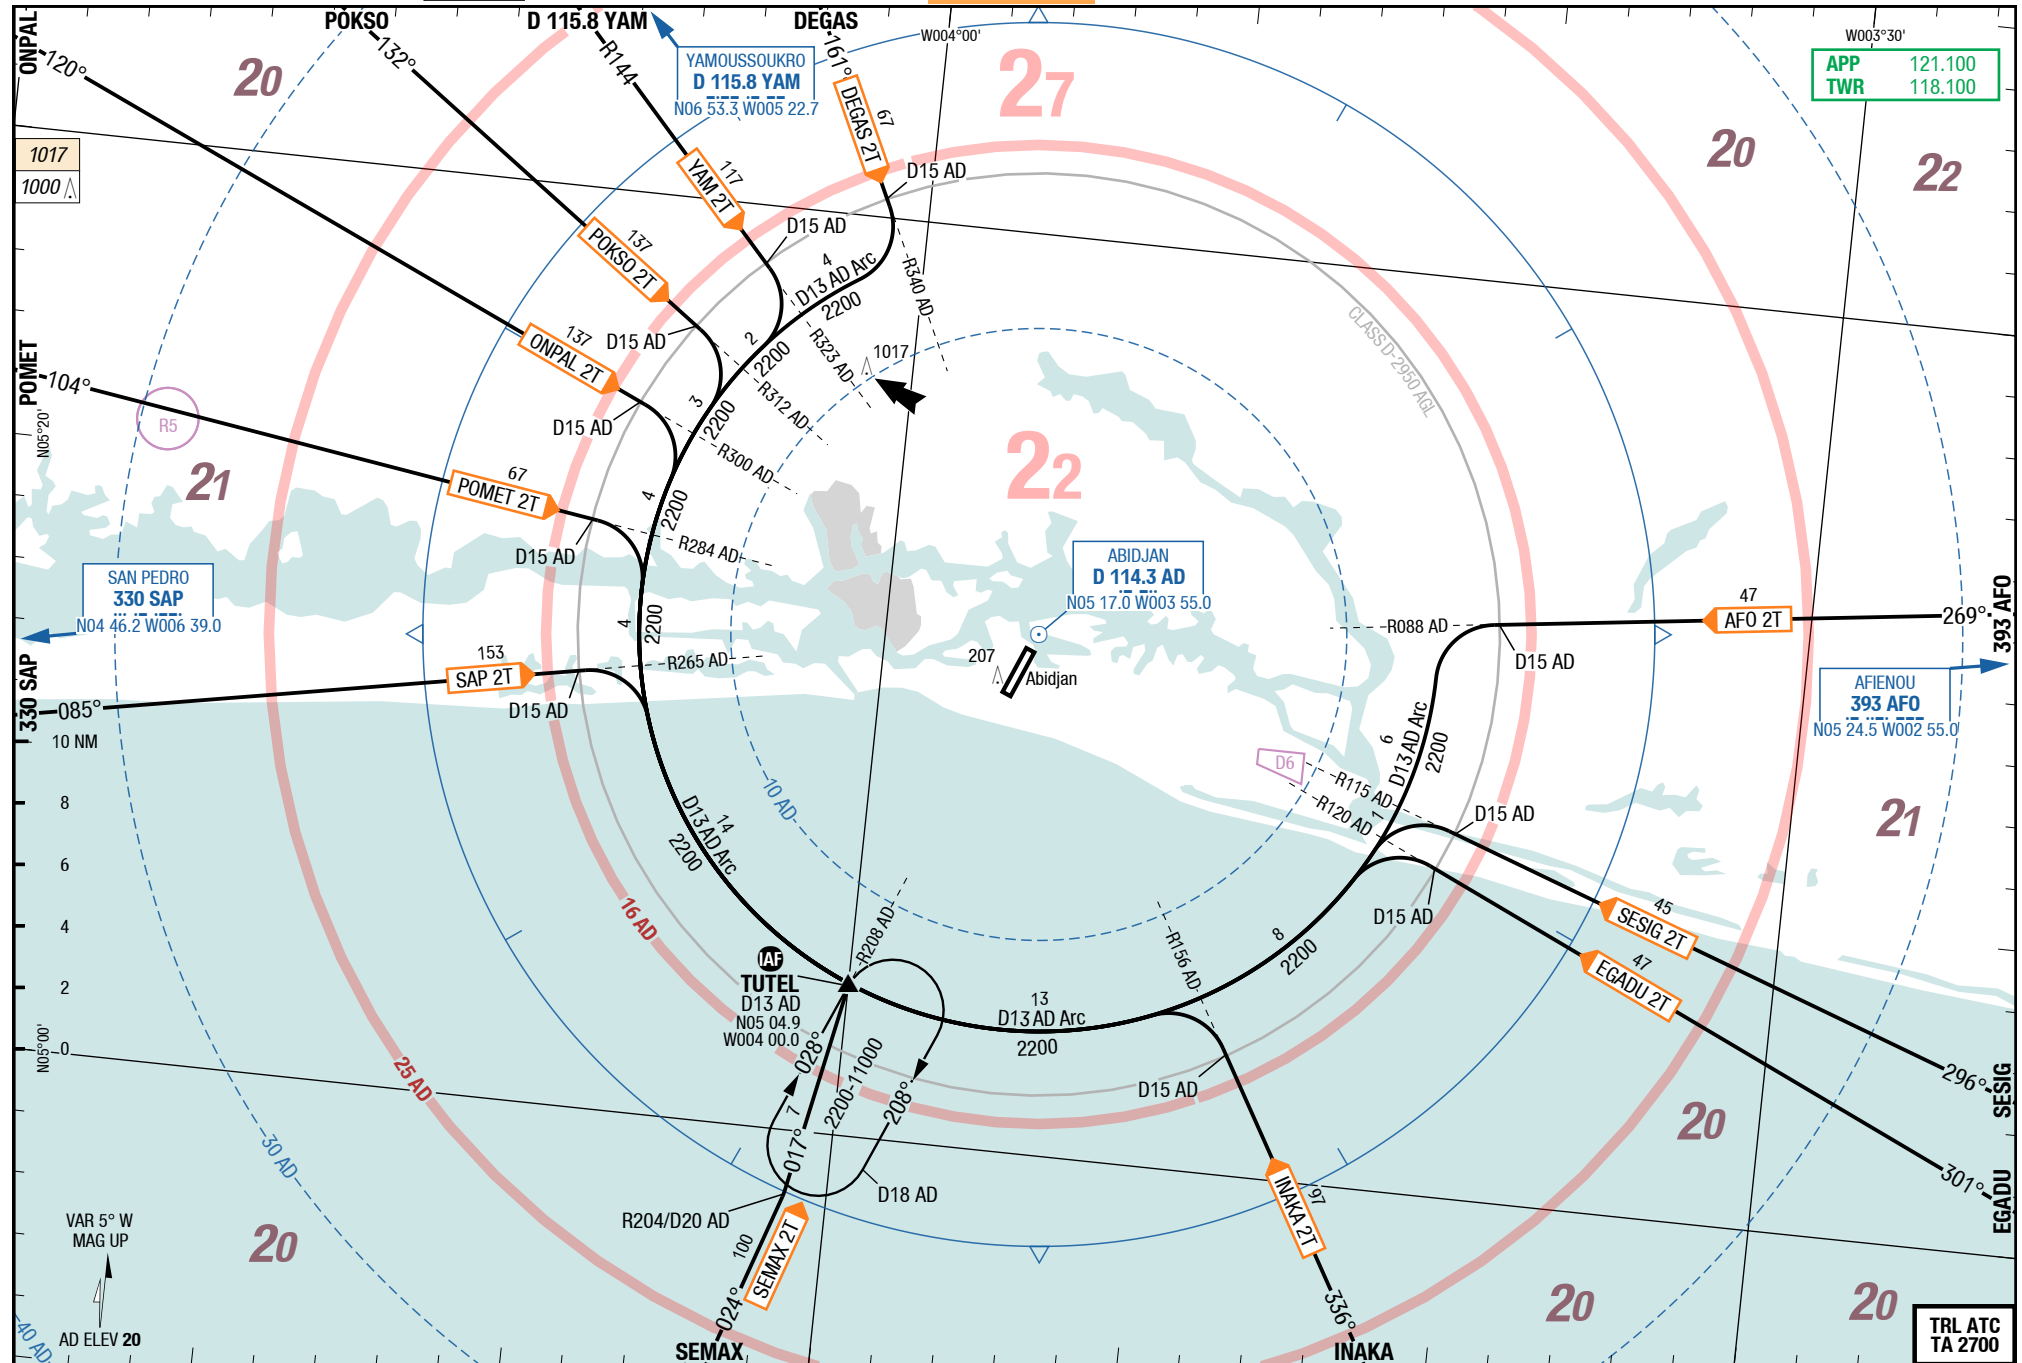 ONPAL
POKSO
D 115.8 YAM
DEGAS
120°
132°
R144
161°
W004°00'
W003°30'
YAMOUSSOUKRO
D 115.8 YAM
N06 53.3 W005 22.7
APP 121.100
TWR 118.100
20
27
20
22
1017
1000
DEGAS 2T
67
YAM 2T
117
POKSO 2T
137
ONPAL 2T
137
D15 AD
D15 AD
D15 AD
D15 AD
4
D13 AD Arc
2200
R340 AD
2
2200
R323 AD
1017
3
2200
R312 AD
R300 AD
CLASS D-2950 AGL
POMET
104°
N05°20'
R5
21
67
POMET 2T
D15 AD
4
2200
R284 AD
22
SAN PEDRO
330 SAP
N04 46.2 W006 39.0
4
2200
ABIDJAN
D 114.3 AD
N05 17.0 W003 55.0
47
AFO 2T
269°
393 AFO
R088 AD
D15 AD
330 SAP
085°
153
SAP 2T
D15 AD
R265 AD
207
Abidjan
AFIENOU
393 AFO
N05 24.5 W002 55.0
10 NM
8
6
4
2
0
N05°00'
6
D13 AD Arc
2200
D6
R115 AD
R120 AD
1
D15 AD
21
10 AD
14
D13 AD Arc
2200
16 AD
R208 AD
R156 AD
8
2200
D15 AD
45
SESIG 2T
47
EGADU 2T
IAF
TUTEL
D13 AD
N05 04.9
W004 00.0
13
D13 AD Arc
2200
296°
SESIG
25 AD
028°
7
017°
2200-11000
208°
D15 AD
20
30 AD
301°
EGADU
D18 AD
R204/D20 AD
VAR 5° W
MAG UP
20
100
SEMAX 2T
INAKA 2T
97
024°
336°
20
20
40 AD
AD ELEV 20
SEMAX
INAKA
TRL ATC
TA 2700